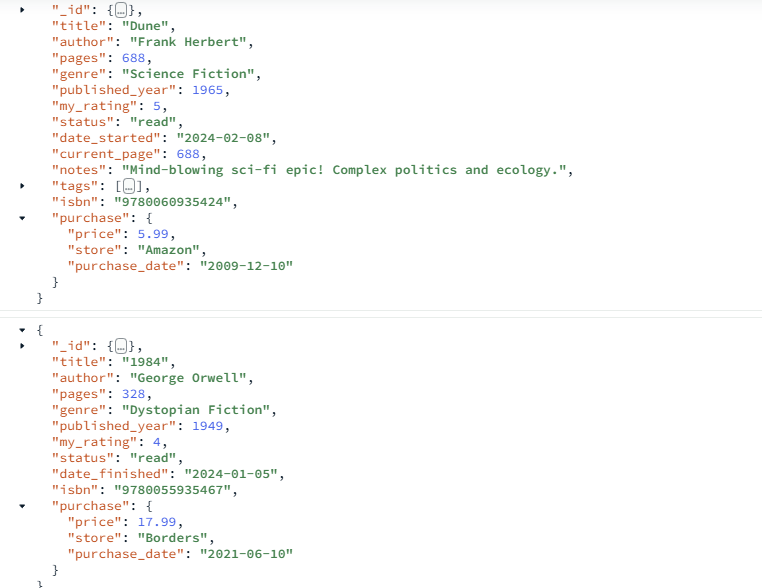 "_id": {…},
"title": "Dune",
"author": "Frank Herbert",
"pages": 688,
"genre": "Science Fiction",
"published_year": 1965,
"my_rating": 5,
"status": "read",
"date_started": "2024-02-08",
"current_page": 688,
"notes": "Mind-blowing sci-fi epic! Complex politics and ecology.",
"tags": […],
"isbn": "9780060935424",
"purchase": {
"price": 5.99,
"store": "Amazon",
"purchase_date": "2009-12-10"
}
}
{
"_id": {…},
"title": "1984",
"author": "George Orwell",
"pages": 328,
"genre": "Dystopian Fiction",
"published_year": 1949,
"my_rating": 4,
"status": "read",
"date_finished": "2024-01-05",
"isbn": "9780055935467",
"purchase": {
"price": 17.99,
"store": "Borders",
"purchase_date": "2021-06-10"
}
}